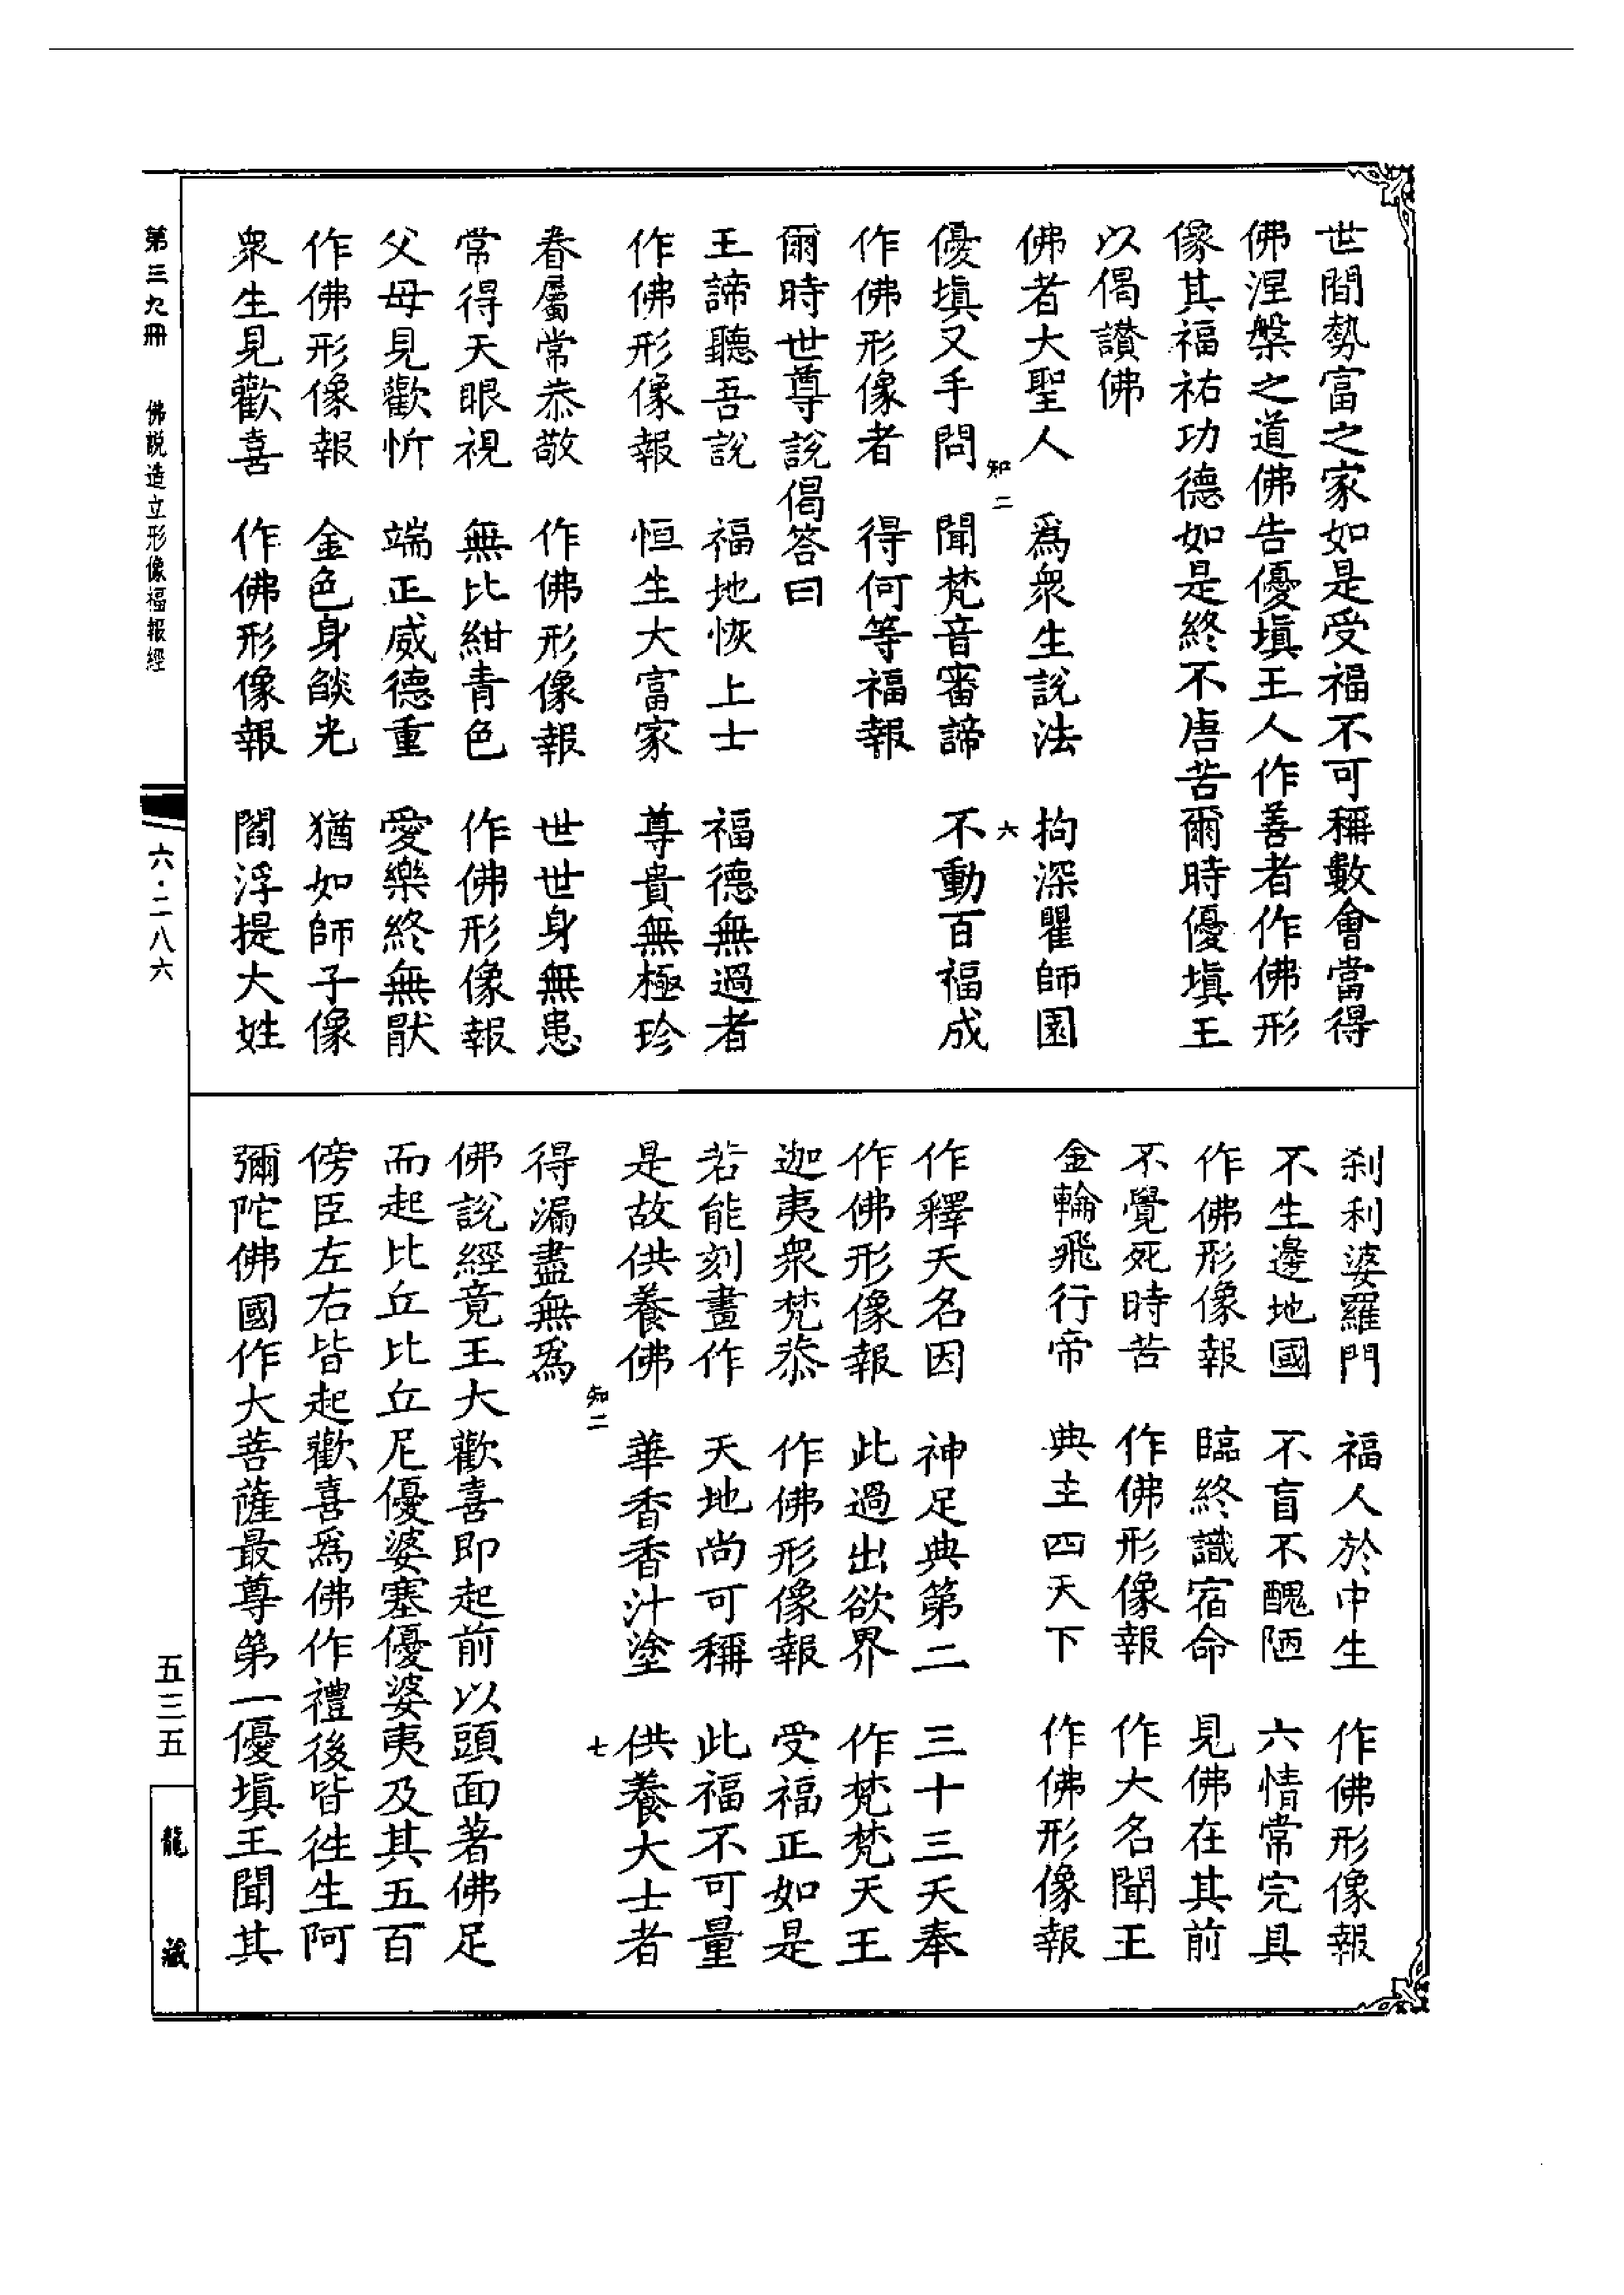 世間勢富之家如是受福不可稱數會當得
佛涅槃之道佛告優塡王人作善者作佛形
像其福祐功德如是終不唐苦爾時優塡王
以偈讃佛
佛者大聖人　爲衆生說法　拘深瞿師園
知二　六
優塡叉手問　聞梵音審諦　不動百福成
作佛形像者　得何等福報
爾時世尊說偈答曰
王諦聽吾說　福地恢上士　福德無過者
作佛形像報　恒生大富家　尊貴無極珍
眷屬常恭敬　作佛形像報　世世身無患
常得天眼視　無比紺青色　作佛形像報
父母見歡忻　端正威德重　愛樂終無猒
作佛形像報　金色身燄光　猶如師子像
衆生見歡喜　作佛形像報　閻浮提大姓
刹利婆羅門　福人於中生　作佛形像報
不生邊地國　不盲不醜陋　六情常完具
作佛形像報　臨終識宿命　見佛在其前
不覺死時苦　作佛形像報　作大名聞王
金輪飛行帝　典主四天下　作佛形像報
作釋天名因　神足典第二　三十三天奉
作佛形像報　此過出欲界　作梵梵天王
迦夷衆梵恭　作佛形像報　受福正如是
若能刻畫作　天地尚可稱　此福不可量
是故供養佛　華香香汁塗　供養大士者
知二　七
得漏盡無爲
佛說經竟王大歡喜即起前以頭面著佛足
而起比丘比丘尼優婆塞優婆夷及其五百
傍臣左右皆起歡喜爲佛作禮後皆徃生阿
彌陀佛國作大菩薩最尊第一優塡王聞其
第三九冊　佛說造立形像福報經
六·二八六
五三五
龍藏